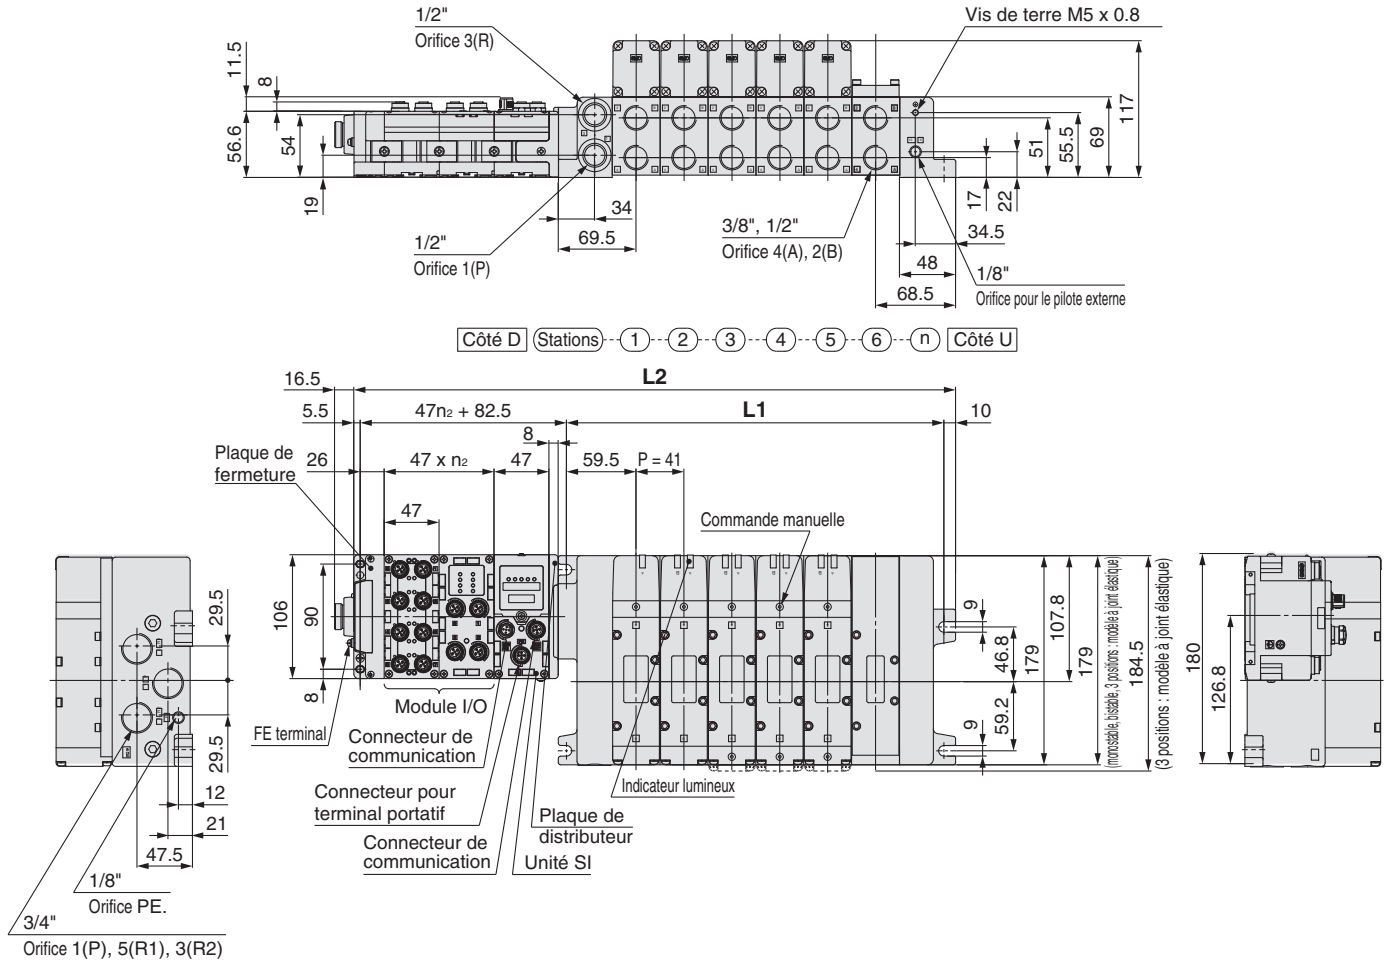 1/2"
Orifice 3(R)
Vis de terre M5 x 0.8
11.5
8
56.6
54
19
117
69
55.5
51
17
22
34
69.5
1/2"
Orifice 1(P)
3/8", 1/2"
Orifice 4(A), 2(B)
34.5
48
68.5
1/8"
Orifice pour le pilote externe
Côté D Stations 1 2 3 4 5 6 n Côté U
16.5
L2
5.5
47n₂ + 82.5
L1
10
8
Plaque de
fermeture
26
47 x n₂
47
59.5
P = 41
47
Commande manuelle
106
90
8
29.5
29.5
12
21
47.5
1/8"
Orifice PE.
3/4"
Orifice 1(P), 5(R1), 3(R2)
FE terminal
Module I/O
Connecteur de
communication
Connecteur pour
terminal portatif
Connecteur de
communication
Unité SI
Plaque de
distributeur
Indicateur lumineux
9
46.8
59.2
9
179
107.8
179
(monostable, bistable, 3 positions : modèle à joint élastique)
184.5
(3 positions : modèle à joint élastique)
180
126.8